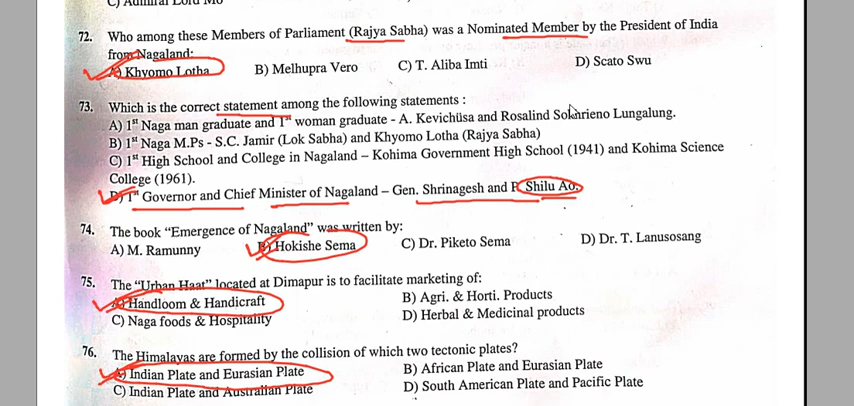 72. Who among these Members of Parliament (Rajya Sabha) was a Nominated Member by the President of India
from Nagaland:
A) Khyomo Lotha B) Melhupra Vero C) T. Aliba Imti D) Scato Swu
73. Which is the correct statement among the following statements :
A) 1st Naga man graduate and 1st woman graduate - A. Kevichüsa and Rosalind Lungalung.
B) 1st Naga M.Ps - S.C. Jamir (Lok Sabha) and Khyomo Lotha (Rajya Sabha)
C) 1st High School and College in Nagaland – Kohima Government High School (1941) and Kohima Science
College (1961).
D) 1st Governor and Chief Minister of Nagaland – Gen. Shrinagesh and P. Shilu Ao.
74. The book “Emergence of Nagaland” was written by:
A) M. Ramunny B) Hokishe Sema C) Dr. Piketo Sema D) Dr. T. Lanusosang
75. The “Urban Haat” located at Dimapur is to facilitate marketing of:
A) Handloom & Handicraft B) Agri. & Horti. Products
C) Naga foods & Hospitality D) Herbal & Medicinal products
76. The Himalayas are formed by the collision of which two tectonic plates?
A) Indian Plate and Eurasian Plate B) African Plate and Eurasian Plate
C) Indian Plate and Australian Plate D) South American Plate and Pacific Plate